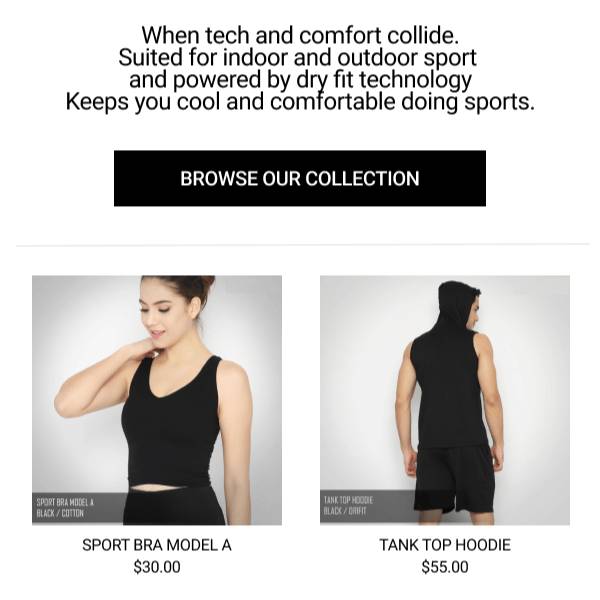 When tech and comfort collide.
Suited for indoor and outdoor sport
and powered by dry fit technology
Keeps you cool and comfortable doing sports.
BROWSE OUR COLLECTION
SPORT BRA MODEL A
BLACK / COTTON
TANK TOP HOODIE
BLACK / DRIFIT
SPORT BRA MODEL A
$30.00
TANK TOP HOODIE
$55.00